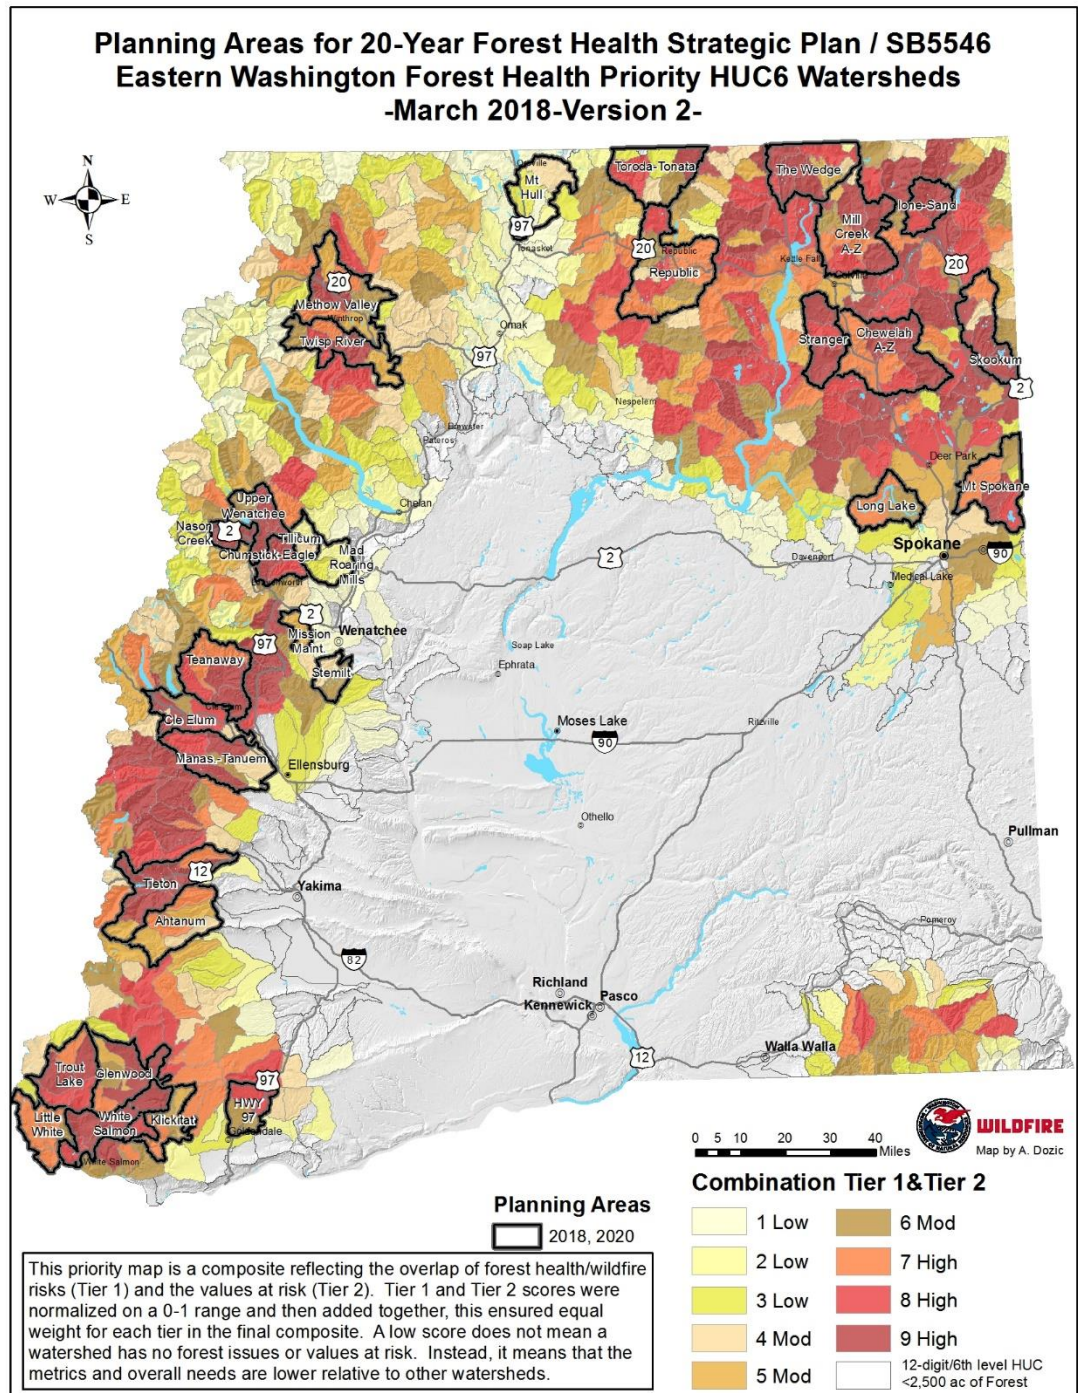 Planning Areas for 20-Year Forest Health Strategic Plan / SB5546
Eastern Washington Forest Health Priority HUC6 Watersheds
-March 2018-Version 2-
N
W
E
S
Oroville
Mt
Hull
97
Tonasket
Toroda-Tonata
The Wedge
Ione-Sand
Mill
Creek
A-Z
20
Republic
Republic
Kettle Fall
Colville
20
20
Methow Valley
Winthrop
Twisp River
Omak
97
Stranger
Chewelah
A-Z
Skookum
2
Nespelem
Brewster
Pateros
Deer Park
Mt Spokane
Long Lake
Chelan
Upper
Wenatchee
Nason
Creek
2
Tillicum
Chumstick-Eagle
Mad
Roaring
Mills
2
Davenport
Spokane
90
Medical Lake
2
Mission
Maint.
Wenatchee
97
Teanaway
Stemilt
Soap Lake
Ephrata
Cle Elum
Cle Elum
Moses Lake
90
Ritzville
Manas.-Tanuem
Ellensburg
Othello
Pullman
12
Tieton
Yakima
Ahtanum
Pomeroy
82
Richland
Kennewick
Pasco
Walla Walla
12
Trout
Lake
Glenwood
97
HWY
97
Little
White
White
Salmon
Klickitat
Goldendale
White Salmon
WILDFIRE
Map by A. Dozic
0 5 10 20 30 40
Miles
Combination Tier 1&Tier 2
Planning Areas
2018, 2020
1 Low
2 Low
3 Low
4 Mod
5 Mod
6 Mod
7 High
8 High
9 High
12-digit/6th level HUC
<2,500 ac of Forest
This priority map is a composite reflecting the overlap of forest health/wildfire
risks (Tier 1) and the values at risk (Tier 2). Tier 1 and Tier 2 scores were
normalized on a 0-1 range and then added together, this ensured equal
weight for each tier in the final composite. A low score does not mean a
watershed has no forest issues or values at risk. Instead, it means that the
metrics and overall needs are lower relative to other watersheds.